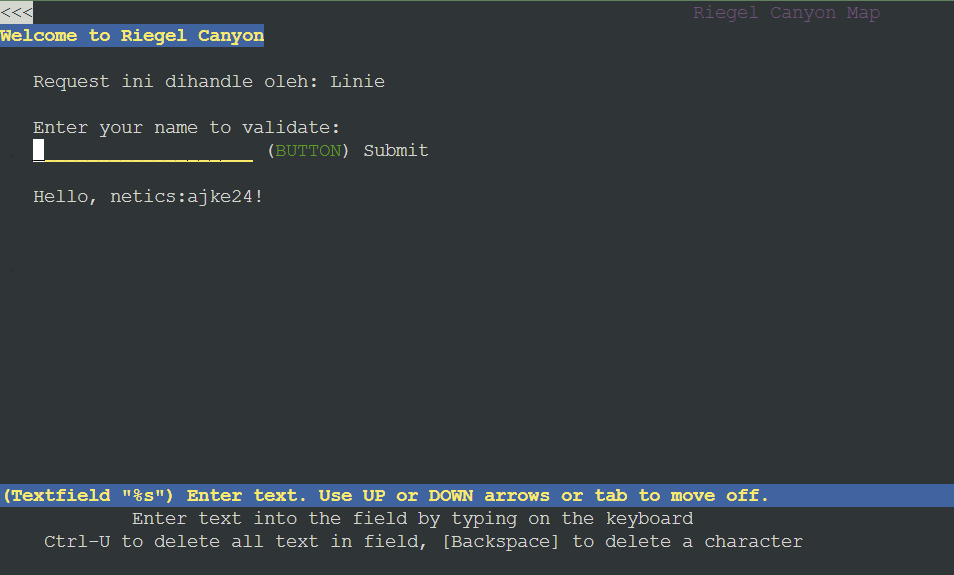 <<< Riegel Canyon Map
Welcome to Riegel Canyon
Request ini dihandle oleh: Linie
Enter your name to validate:
____________________ (BUTTON) Submit
Hello, netics:ajke24!
(Textfield "%s") Enter text. Use UP or DOWN arrows or tab to move off.
Enter text into the field by typing on the keyboard
Ctrl-U to delete all text in field, [Backspace] to delete a character